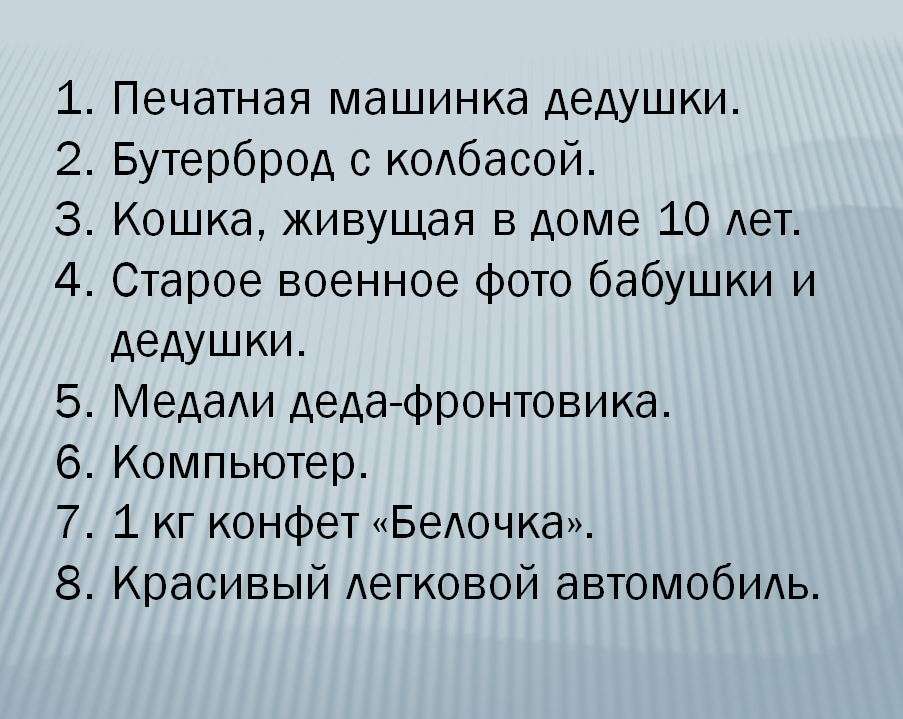 1. Печатная машинка дедушки.
2. Бутерброд с колбасой.
3. Кошка, живущая в доме 10 лет.
4. Старое военное фото бабушки и
дедушки.
5. Медали деда-фронтовика.
6. Компьютер.
7. 1 кг конфет «Белочка».
8. Красивый легковой автомобиль.